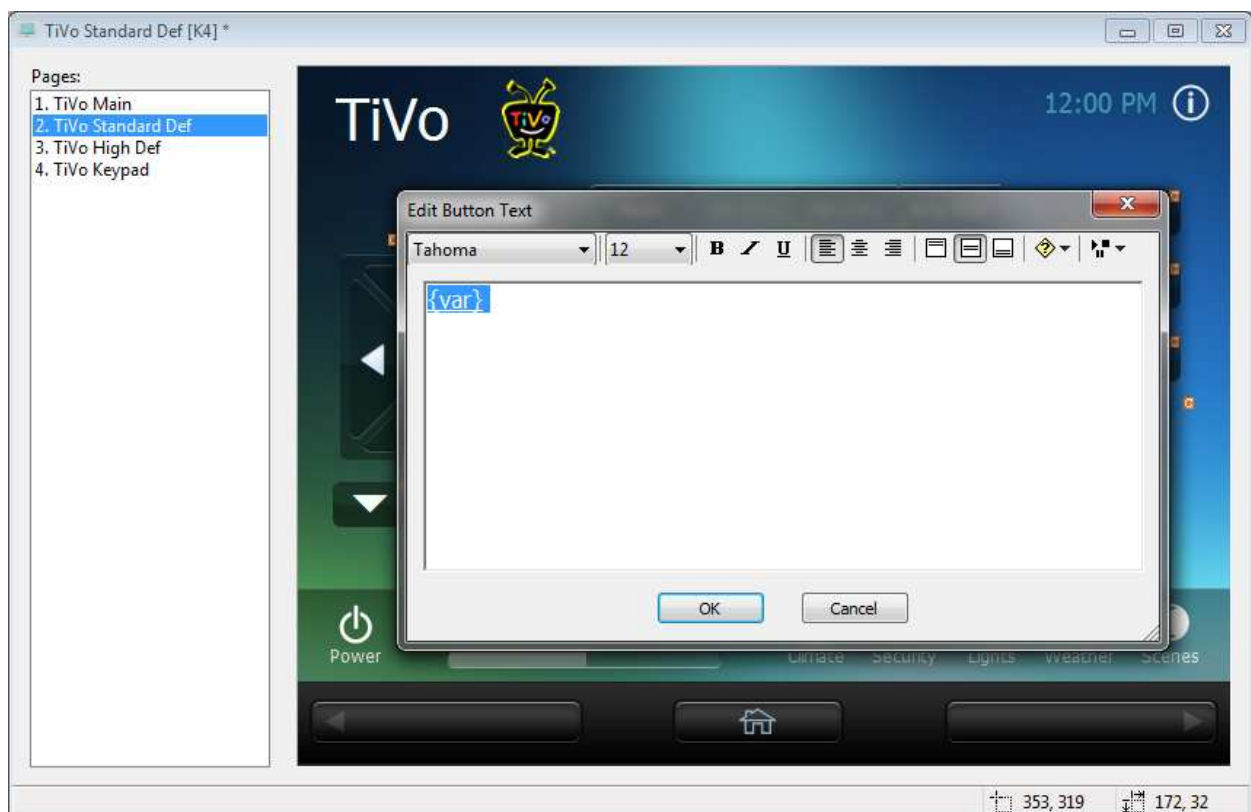 TiVo Standard Def [K4] *
Pages:
1. TiVo Main
2. TiVo Standard Def
3. TiVo High Def
4. TiVo Keypad
TiVo
TiVo
12:00 PM
Edit Button Text
Tahoma
12
B
U
{var}
OK
Cancel
Power
Climate
Security
Lights
Weather
Scenes
353, 319
172, 32